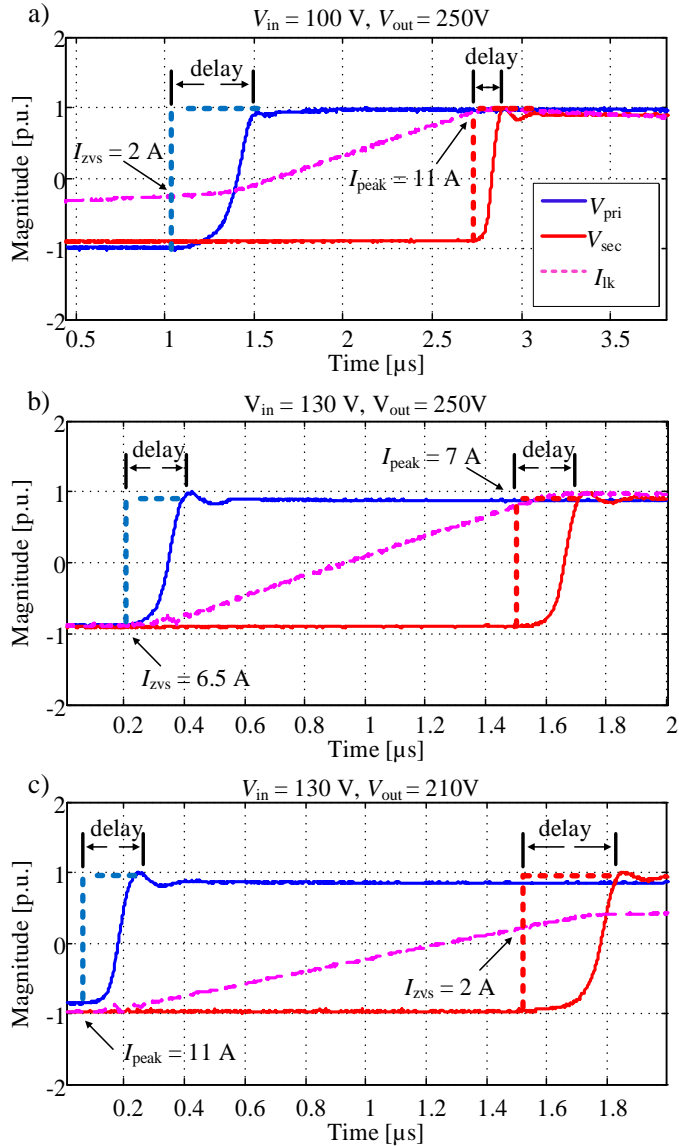 a)
V_in = 100 V, V_out = 250V
delay
delay
Magnitude [p.u.]
2
1
0
-1
-2
I_zvs = 2 A
I_peak = 11 A
V_pri
V_sec
I_lk
0.5 1 1.5 2 2.5 3 3.5
Time [µs]
b)
V_in = 130 V, V_out = 250V
delay
delay
I_peak = 7 A
Magnitude [p.u.]
2
1
0
-1
-2
I_zvs = 6.5 A
0.2 0.4 0.6 0.8 1 1.2 1.4 1.6 1.8 2
Time [µs]
c)
V_in = 130 V, V_out = 210V
delay
delay
Magnitude [p.u.]
2
1
0
-1
-2
I_zvs = 2 A
I_peak = 11 A
0.2 0.4 0.6 0.8 1 1.2 1.4 1.6 1.8
Time [µs]